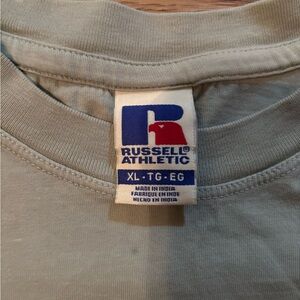 R
RUSSELL®
ATHLETIC
XL - TG - EG
MADE IN INDIA
FABRIQUE EN INDE
HECHO EN INDIA